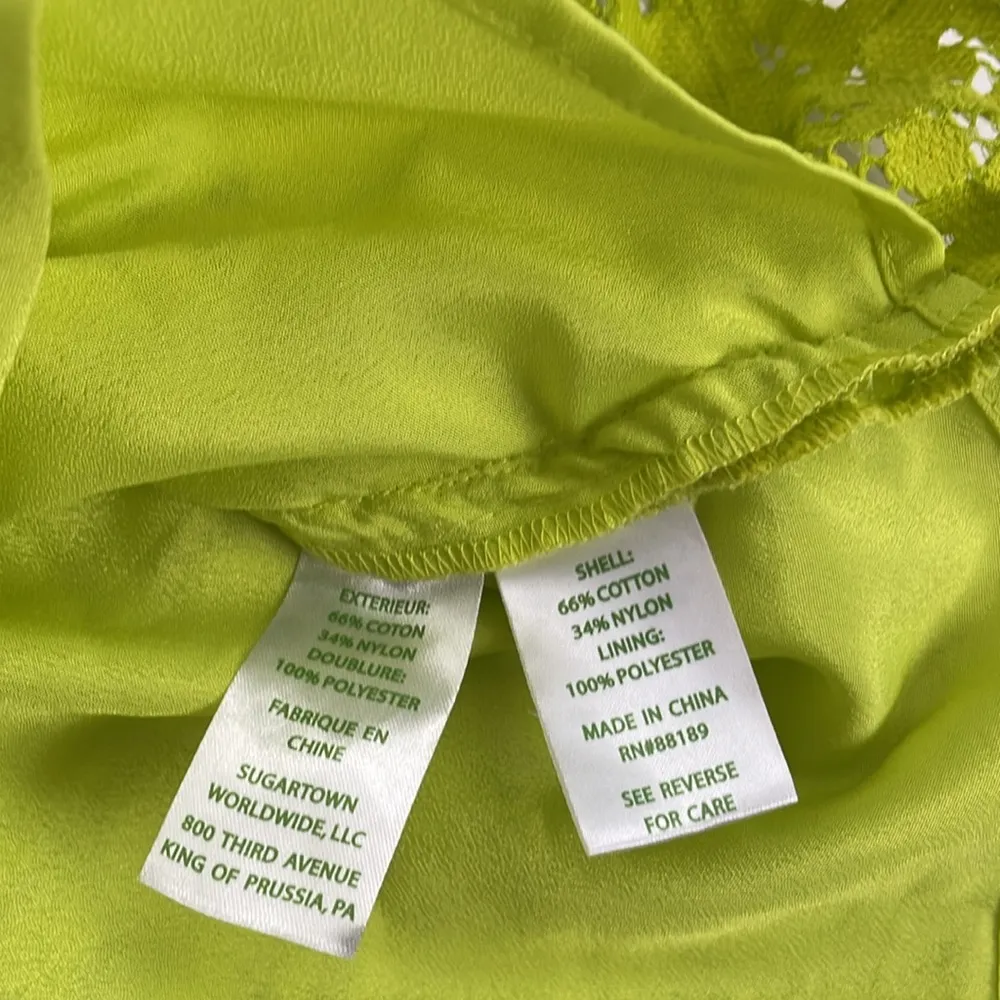 EXTERIEUR:
66% COTON
34% NYLON
DOUBLURE:
100% POLYESTER
FABRIQUE EN
CHINE
SUGARTOWN
WORLDWIDE, LLC
800 THIRD AVENUE
KING OF PRUSSIA, PA
SHELL:
66% COTTON
34% NYLON
LINING:
100% POLYESTER
MADE IN CHINA
RN#88189
SEE REVERSE
FOR CARE